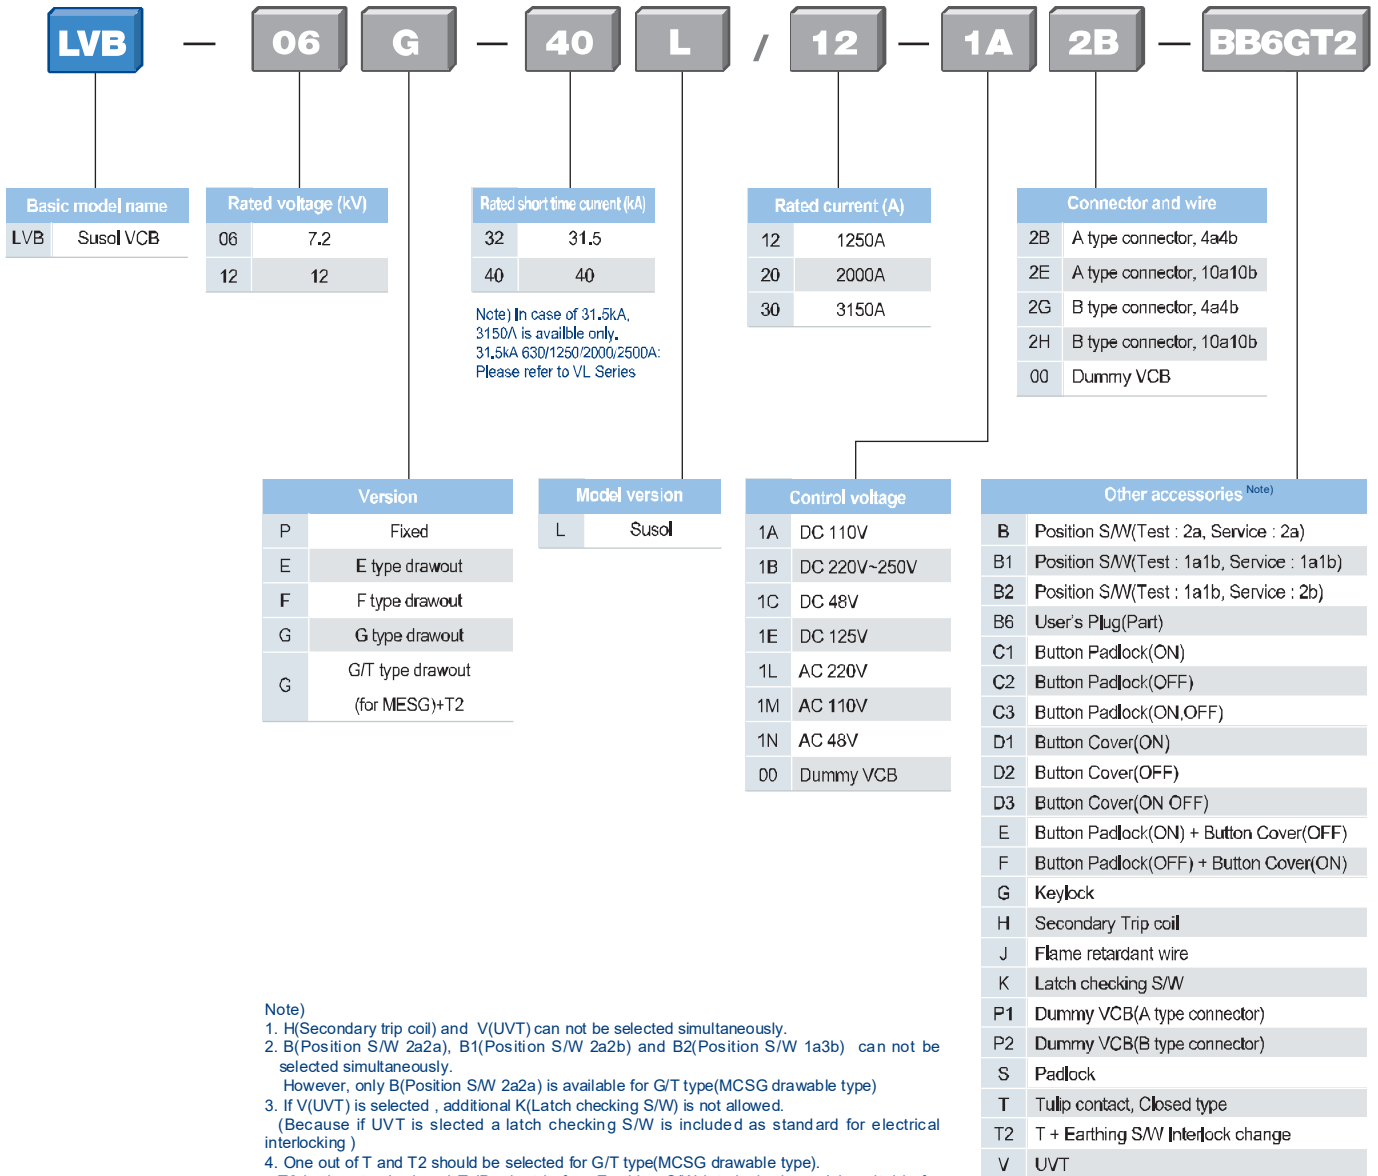 LVB — 06 G — 40 L / 12 — 1A 2B — BB6GT2
Basic model name
LVB Susol VCB
Rated voltage (kV)
06 7.2
12 12
Rated short time current (kA)
32 31.5
40 40
Note) In case of 31.5kA,
3150A is availble only.
31.5kA 630/1250/2000/2500A:
Please refer to VL Series
Rated current (A)
12 1250A
20 2000A
30 3150A
Connector and wire
2B A type connector, 4a4b
2E A type connector, 10a10b
2G B type connector, 4a4b
2H B type connector, 10a10b
00 Dummy VCB
Version
P Fixed
E E type drawout
F F type drawout
G G type drawout
G G/T type drawout
(for MESG)+T2
Model version
L Susol
Control voltage
1A DC 110V
1B DC 220V~250V
1C DC 48V
1E DC 125V
1L AC 220V
1M AC 110V
1N AC 48V
00 Dummy VCB
Other accessories Note)
B Position S/W(Test : 2a, Service : 2a)
B1 Position S/W(Test : 1a1b, Service : 1a1b)
B2 Position S/W(Test : 1a1b, Service : 2b)
B6 User's Plug(Part)
C1 Button Padlock(ON)
C2 Button Padlock(OFF)
C3 Button Padlock(ON,OFF)
D1 Button Cover(ON)
D2 Button Cover(OFF)
D3 Button Cover(ON OFF)
E Button Padlock(ON) + Button Cover(OFF)
F Button Padlock(OFF) + Button Cover(ON)
G Keylock
H Secondary Trip coil
J Flame retardant wire
K Latch checking S/W
P1 Dummy VCB(A type connector)
P2 Dummy VCB(B type connector)
S Padlock
T Tulip contact, Closed type
T2 T + Earthing S/W Interlock change
V UVT
Note)
1. H(Secondary trip coil) and V(UVT) can not be selected simultaneously.
2. B(Position S/W 2a2a), B1(Position S/W 2a2b) and B2(Position S/W 1a3b) can not be
selected simultaneously.
However, only B(Position S/W 2a2a) is available for G/T type(MCSG drawable type)
3. If V(UVT) is selected , additional K(Latch checking S/W) is not allowed.
(Because if UVT is slected a latch checking S/W is included as standard for electrical
interlocking )
4. One out of T and T2 should be selected for G/T type(MCSG drawable type).